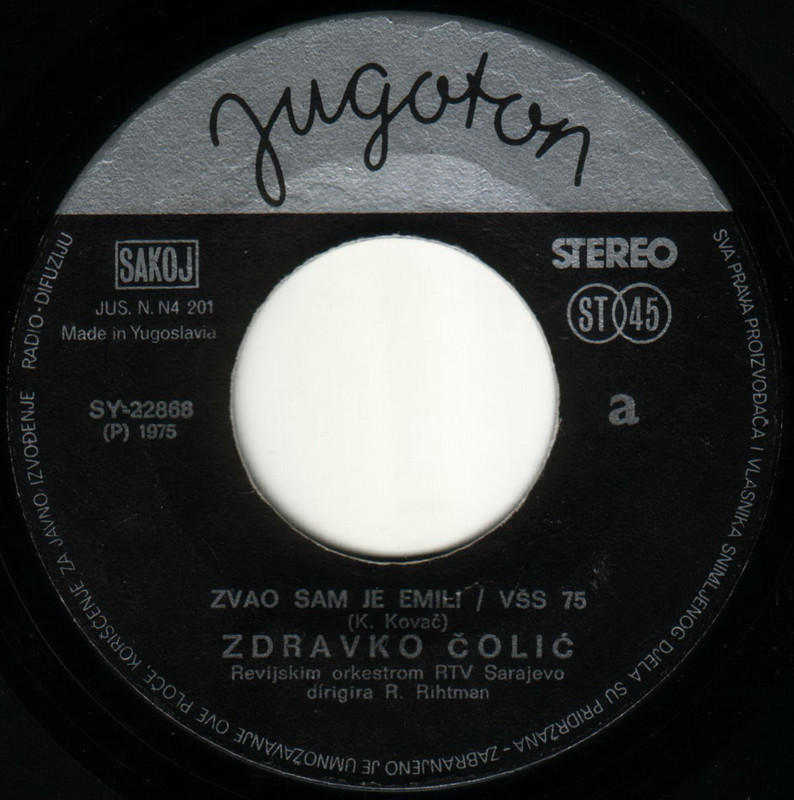 jugoton
SAKOJ
JUS. N. N4 201
Made in Yugoslavia
STEREO
ST 45
SY-22868
(P) 1975
a
ZVAO SAM JE EMILI / VŠS 75
(K. Kovač)
ZDRAVKO ČOLIĆ
Revijskim orkestrom RTV Sarajevo
dirigira R. Rihtman
SVA PRAVA PROIZVOĐAČA I VLASNIKA SNIMLJENOG DJELA SU PRIDRŽANA - ZABRANJENO JE UMNOŽAVANJE OVE PLOČE, KORIŠĆENJE ZA JAVNO IZVOĐENJE RADIO-DIFUZIJU